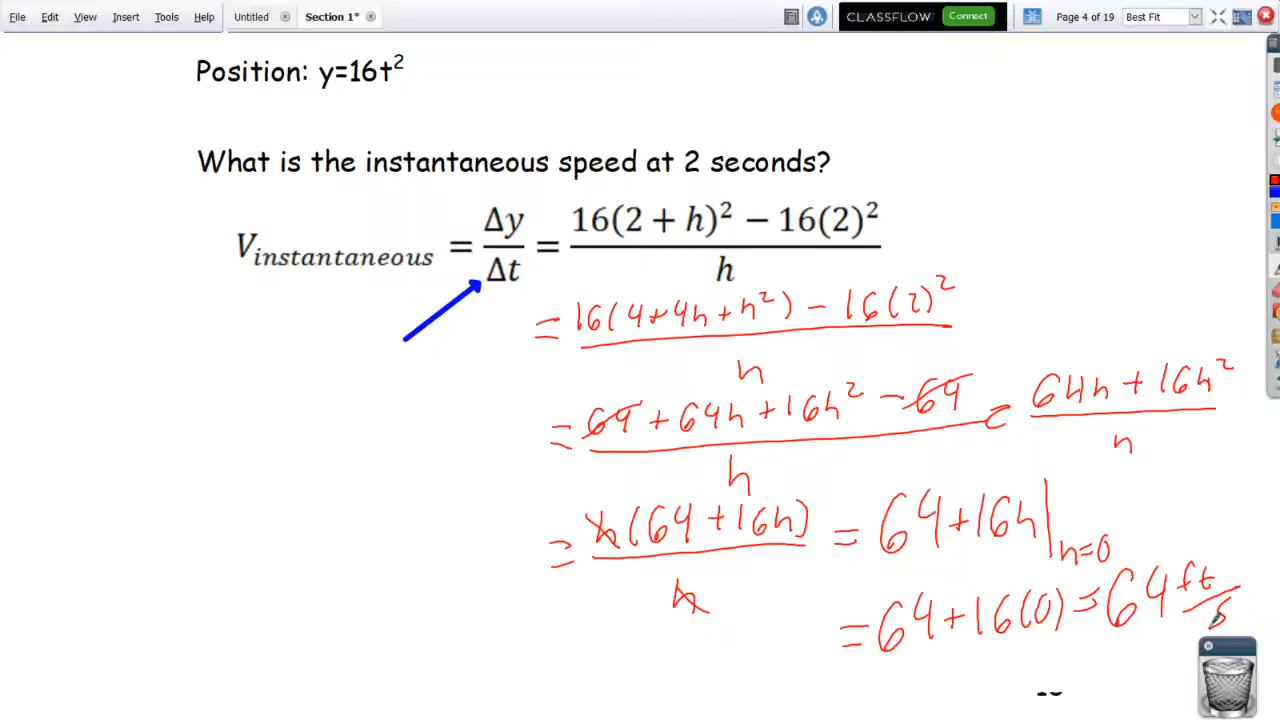 File Edit View Insert Tools Help Untitled Section 1* CLASSFLOW Connect Page 4 of 19 Best Fit
Position: y=16t²
What is the instantaneous speed at 2 seconds?
V_instantaneous = Δy/Δt = (16(2 + h)² − 16(2)²)/h
= (16(4+4h+h²) − 16(2)²)/h
= (64 + 64h + 16h² − 64)/h = (64h + 16h²)/h
= h(64 + 16h)/h = 64 + 16h |h=0
= 64 + 16(0) = 64 ft/s